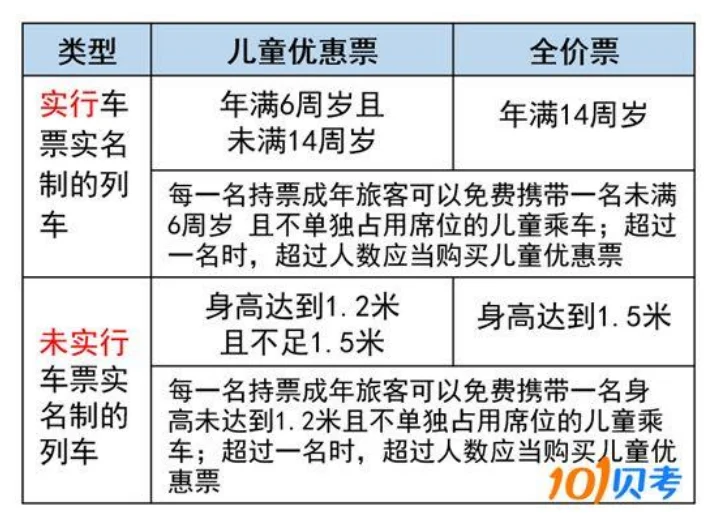 类型
儿童优惠票
全价票
实行车
票实名
制的列
车
年满6周岁且
未满14周岁
年满14周岁
每一名持票成年旅客可以免费携带一名未满
6周岁 且不单独占用席位的儿童乘车；超过
一名时，超过人数应当购买儿童优惠票
未实行
车票实
名制的
列车
身高达到1.2米
且不足1.5米
身高达到1.5米
每一名持票成年旅客可以免费携带一名身
高未达到1.2米且不单独占用席位的儿童乘
车；超过一名时，超过人数应当购买儿童优
惠票
101贝考